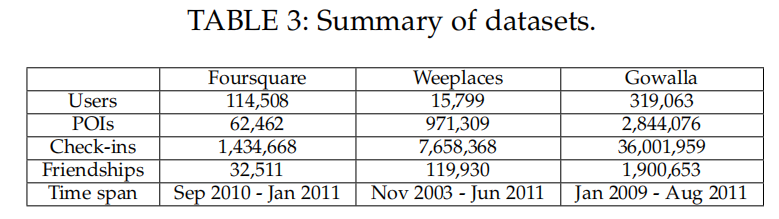 TABLE 3: Summary of datasets.
Foursquare Weeplaces Gowalla
Users 114,508 15,799 319,063
POIs 62,462 971,309 2,844,076
Check-ins 1,434,668 7,658,368 36,001,959
Friendships 32,511 119,930 1,900,653
Time span Sep 2010 - Jan 2011 Nov 2003 - Jun 2011 Jan 2009 - Aug 2011